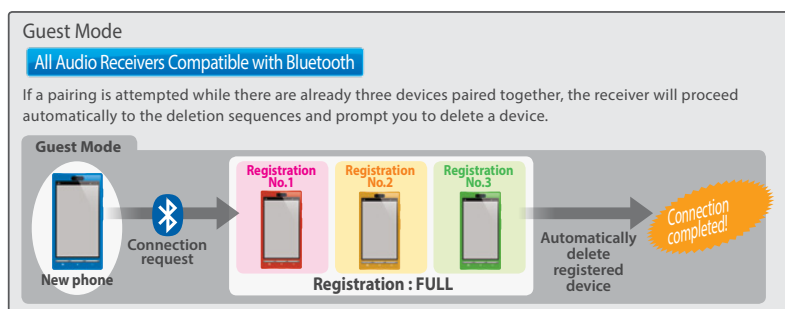 Guest Mode
All Audio Receivers Compatible with Bluetooth
If a pairing is attempted while there are already three devices paired together, the receiver will proceed
automatically to the deletion sequences and prompt you to delete a device.
Guest Mode
New phone
Connection
request
Registration
No.1
Registration
No.2
Registration
No.3
Registration : FULL
Automatically
delete
registered
device
Connection
completed!